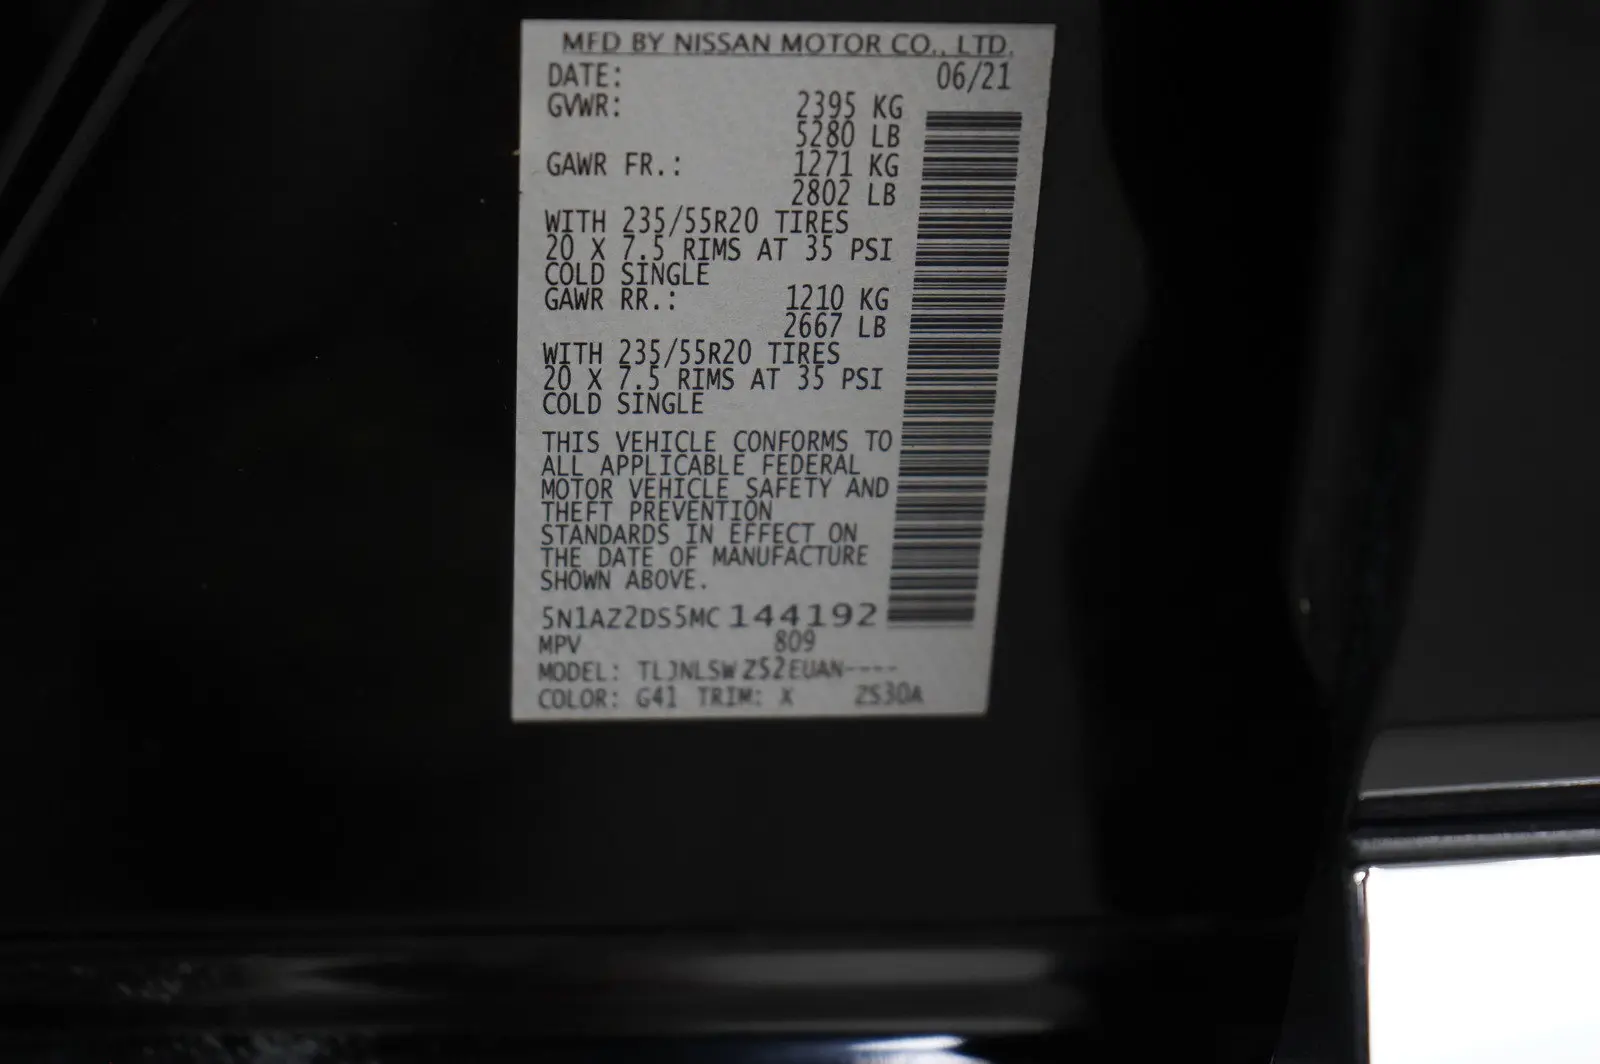 MFD BY NISSAN MOTOR CO., LTD.
DATE: 06/21
GVWR: 2395 KG
5280 LB
GAWR FR.: 1271 KG
2802 LB
WITH 235/55R20 TIRES
20 X 7.5 RIMS AT 35 PSI
COLD SINGLE
GAWR RR.: 1210 KG
2667 LB
WITH 235/55R20 TIRES
20 X 7.5 RIMS AT 35 PSI
COLD SINGLE
THIS VEHICLE CONFORMS TO
ALL APPLICABLE FEDERAL
MOTOR VEHICLE SAFETY AND
THEFT PREVENTION
STANDARDS IN EFFECT ON
THE DATE OF MANUFACTURE
SHOWN ABOVE.
5N1AZ2DS5MC144192
MPV 809
MODEL: TLJNLSWZS2EUAN----
COLOR: G41 TRIM: X ZS30A